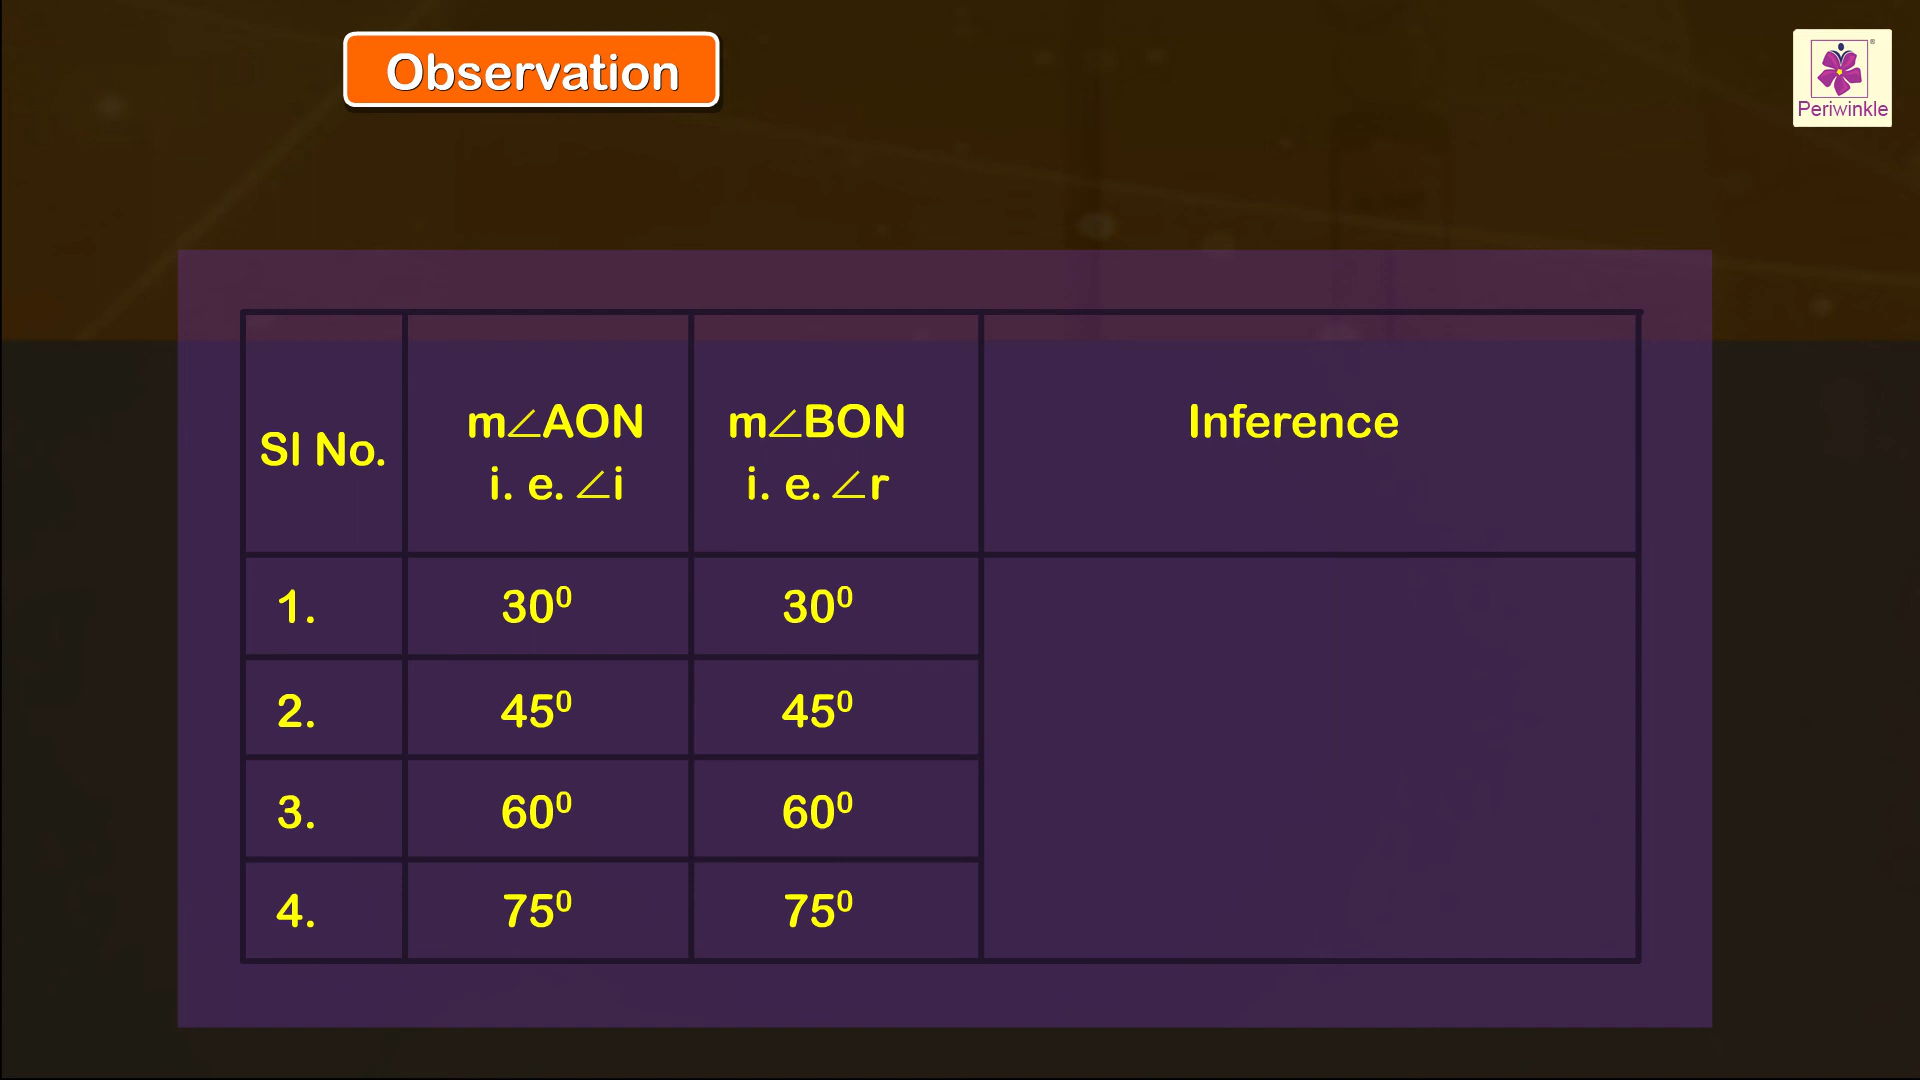 Observation
Periwinkle
Sl No. m∠AON m∠BON Inference
i. e. ∠i i. e. ∠r
1. 30⁰ 30⁰
2. 45⁰ 45⁰
3. 60⁰ 60⁰
4. 75⁰ 75⁰